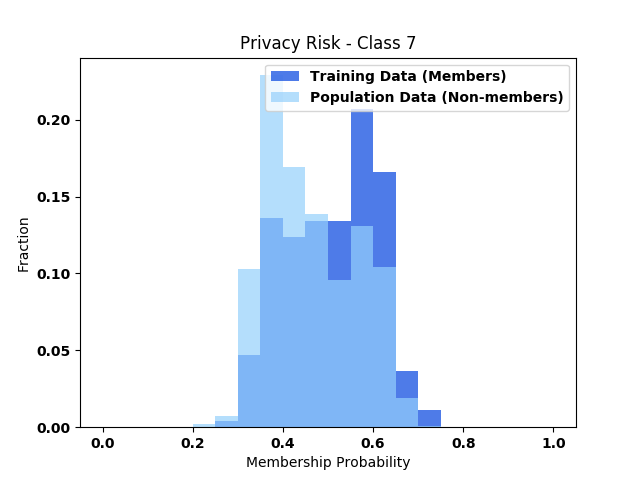 Privacy Risk - Class 7
Training Data (Members)
Population Data (Non-members)
0.20
0.15
0.10
0.05
0.00
Fraction
0.0 0.2 0.4 0.6 0.8 1.0
Membership Probability